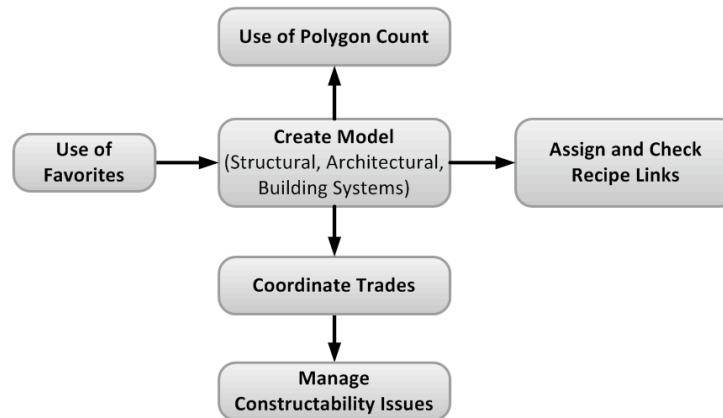 Use of Polygon Count
Use of
Favorites
Create Model
(Structural, Architectural,
Building Systems)
Assign and Check
Recipe Links
Coordinate Trades
Manage
Constructability Issues